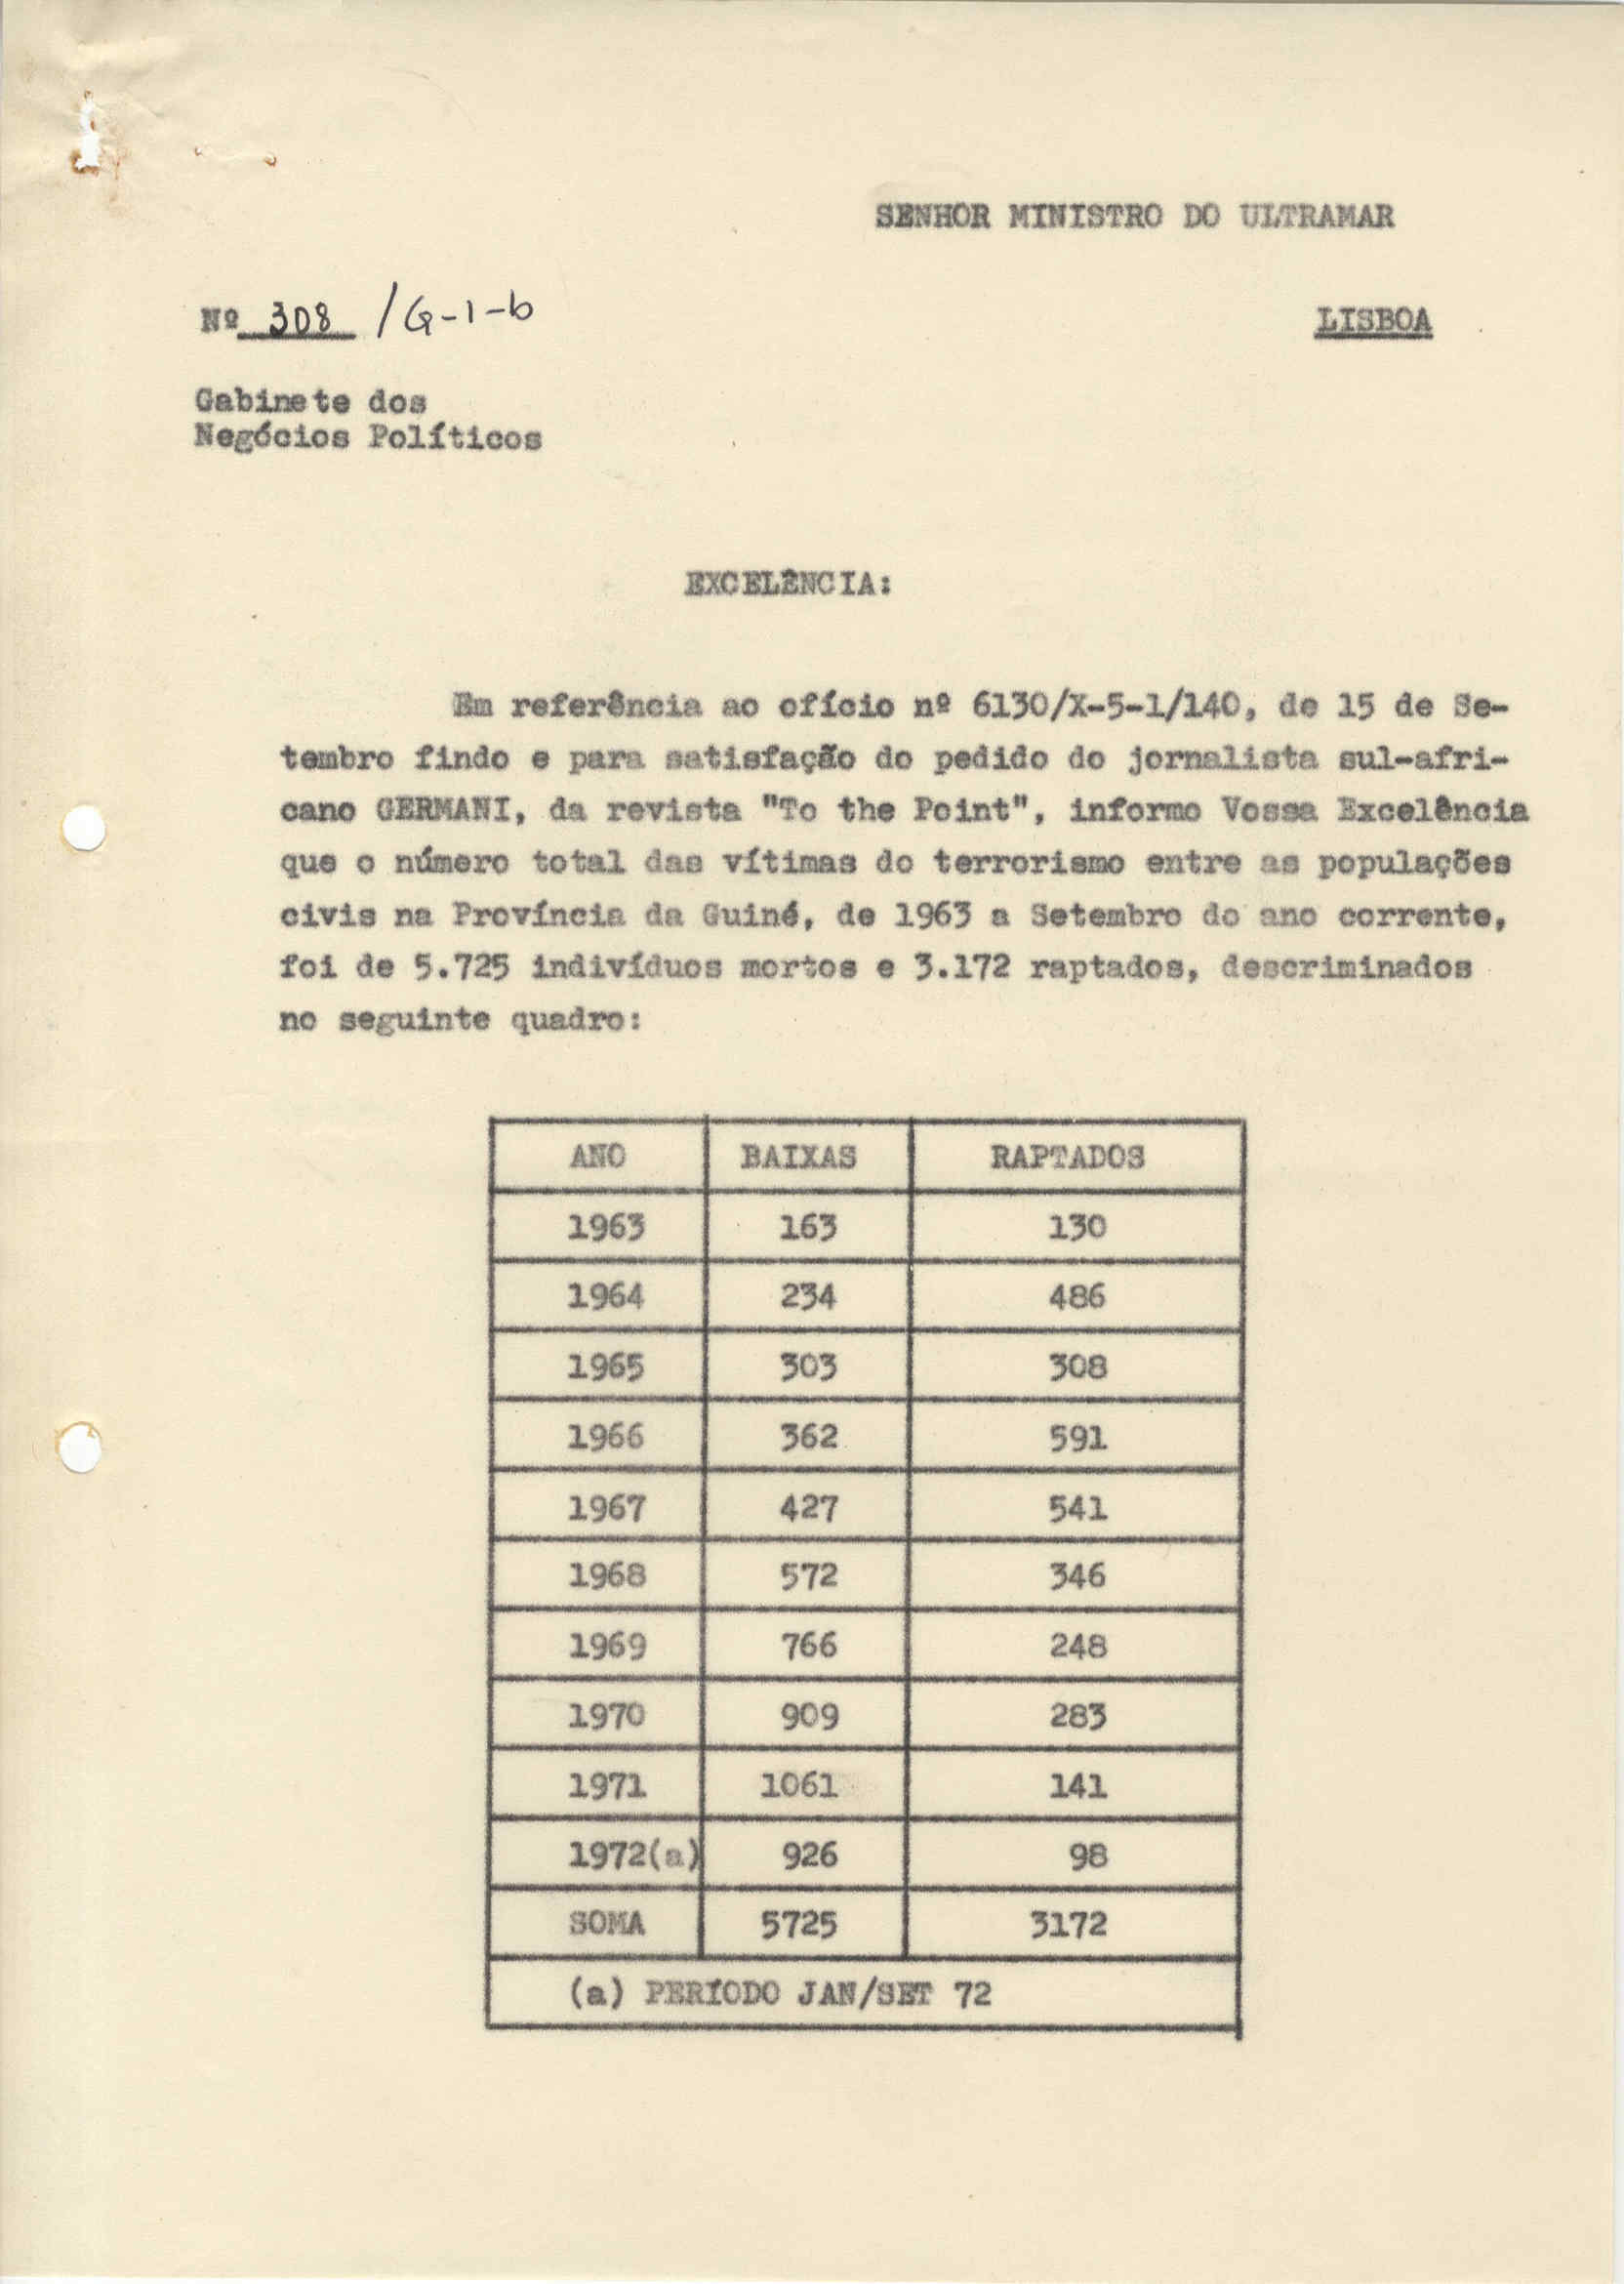 SENHOR MINISTRO DO ULTRAMAR
Nº 308 /G-1-b
LISBOA
Gabinete dos
Negócios Políticos
EXCELÊNCIA:
Em referência ao ofício nº 6130/X-5-1/140, de 15 de Se-
tembro findo e para satisfação do pedido do jornalista sul-afri-
cano GERMANI, da revista "To the Point", informo Vossa Excelência
que o número total das vítimas do terrorismo entre as populações
civis na Província da Guiné, de 1963 a Setembro do ano corrente,
foi de 5.725 indivíduos mortos e 3.172 raptados, descriminados
no seguinte quadro:
ANO BAIXAS RAPTADOS
1963 163 130
1964 234 486
1965 303 308
1966 362 591
1967 427 541
1968 572 346
1969 766 248
1970 909 283
1971 1061 141
1972(a) 926 98
SOMA 5725 3172
(a) PERÍODO JAN/SET 72